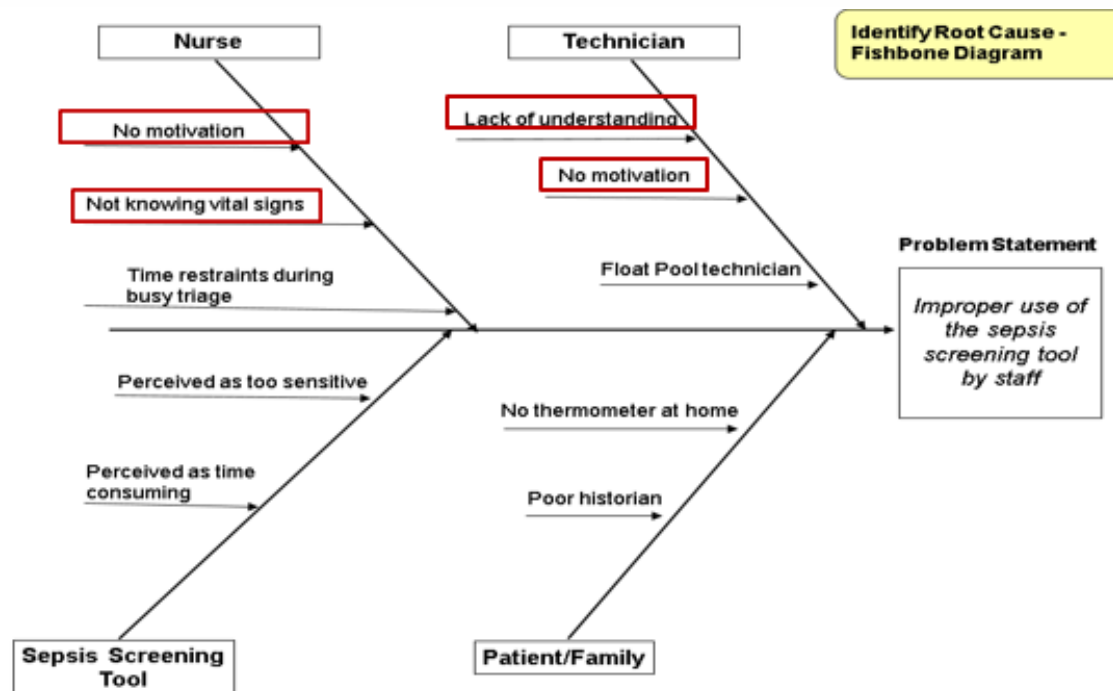 Nurse
Technician
Identify Root Cause -
Fishbone Diagram
No motivation
Lack of understanding
No motivation
Not knowing vital signs
Time restraints during
busy triage
Float Pool technician
Problem Statement
Improper use of
the sepsis
screening tool
by staff
Perceived as too sensitive
No thermometer at home
Perceived as time
consuming
Poor historian
Sepsis Screening
Tool
Patient/Family